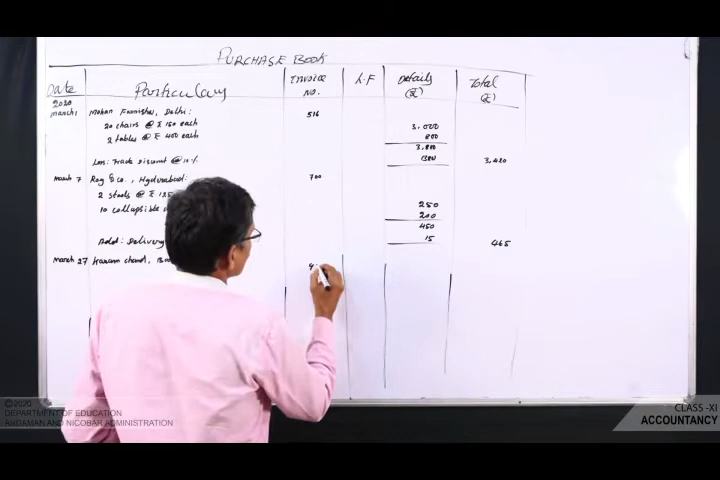 PURCHASE BOOK
Date Particulars Invoice NO. L.F Details (₹) Total (₹)
2020
March 1 Mohan Furnishes, Delhi: 516
20 chairs @ ₹ 150 each 3,000
2 tables @ ₹ 400 each 800
3,800
Less: Trade Discount @ 10% 380 3,420
March 7 Ray & Co., Hyderabad: 700
2 stools @ ₹ 125 250
10 collapsible 200
450
Add: Delivery 15 465
March 27
©2020
DEPARTMENT OF EDUCATION
ANDAMAN AND NICOBAR ADMINISTRATION
CLASS -XI
ACCOUNTANCY